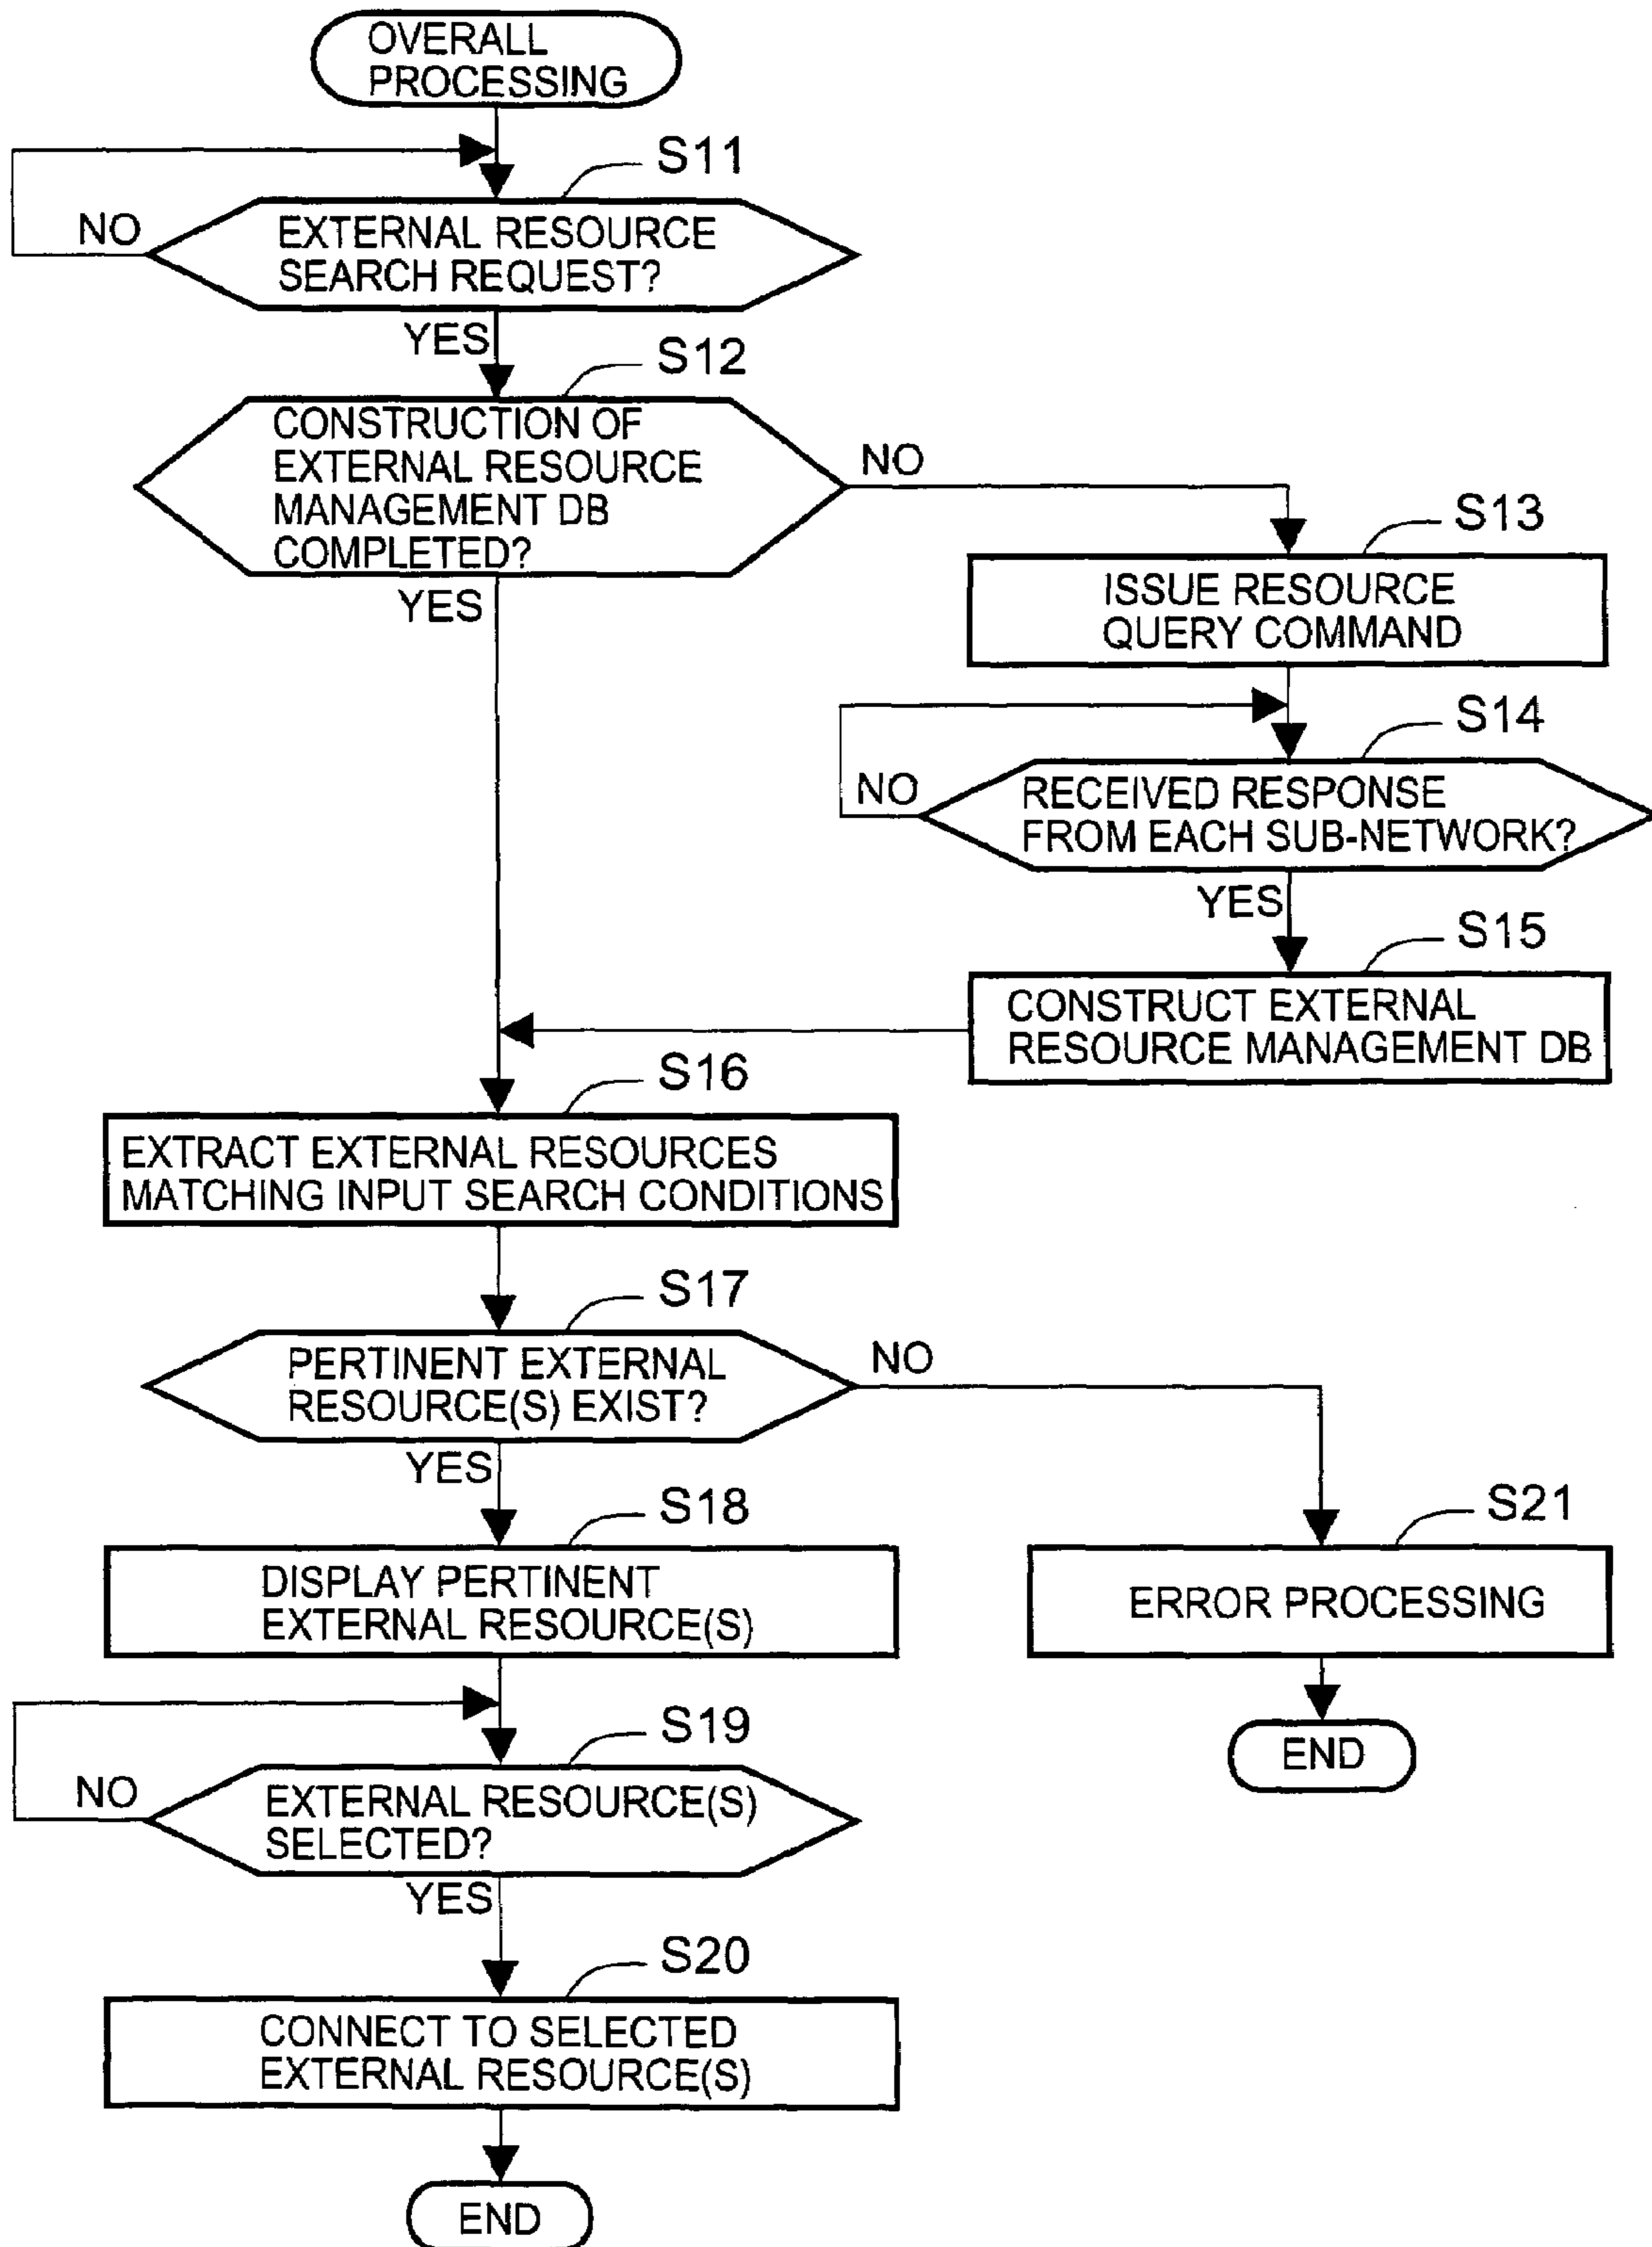 OVERALL
PROCESSING
S11
NO
EXTERNAL RESOURCE
SEARCH REQUEST?
YES
S12
CONSTRUCTION OF
EXTERNAL RESOURCE
MANAGEMENT DB
COMPLETED?
NO
YES
S13
ISSUE RESOURCE
QUERY COMMAND
S14
NO
RECEIVED RESPONSE
FROM EACH SUB-NETWORK?
YES
S15
CONSTRUCT EXTERNAL
RESOURCE MANAGEMENT DB
S16
EXTRACT EXTERNAL RESOURCES
MATCHING INPUT SEARCH CONDITIONS
S17
PERTINENT EXTERNAL
RESOURCE(S) EXIST?
NO
YES
S18
DISPLAY PERTINENT
EXTERNAL RESOURCE(S)
S21
ERROR PROCESSING
END
S19
NO
EXTERNAL RESOURCE(S)
SELECTED?
YES
S20
CONNECT TO SELECTED
EXTERNAL RESOURCE(S)
END